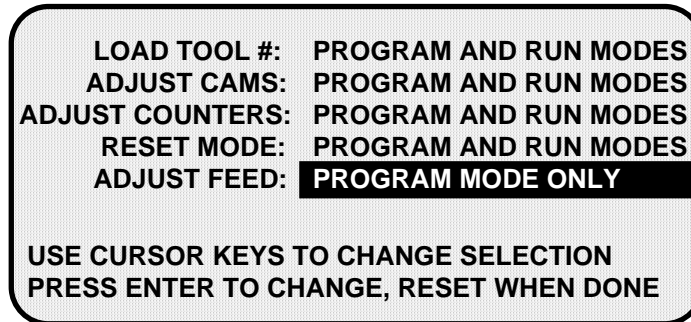 LOAD TOOL #: PROGRAM AND RUN MODES
ADJUST CAMS: PROGRAM AND RUN MODES
ADJUST COUNTERS: PROGRAM AND RUN MODES
RESET MODE: PROGRAM AND RUN MODES
ADJUST FEED: PROGRAM MODE ONLY
USE CURSOR KEYS TO CHANGE SELECTION
PRESS ENTER TO CHANGE, RESET WHEN DONE